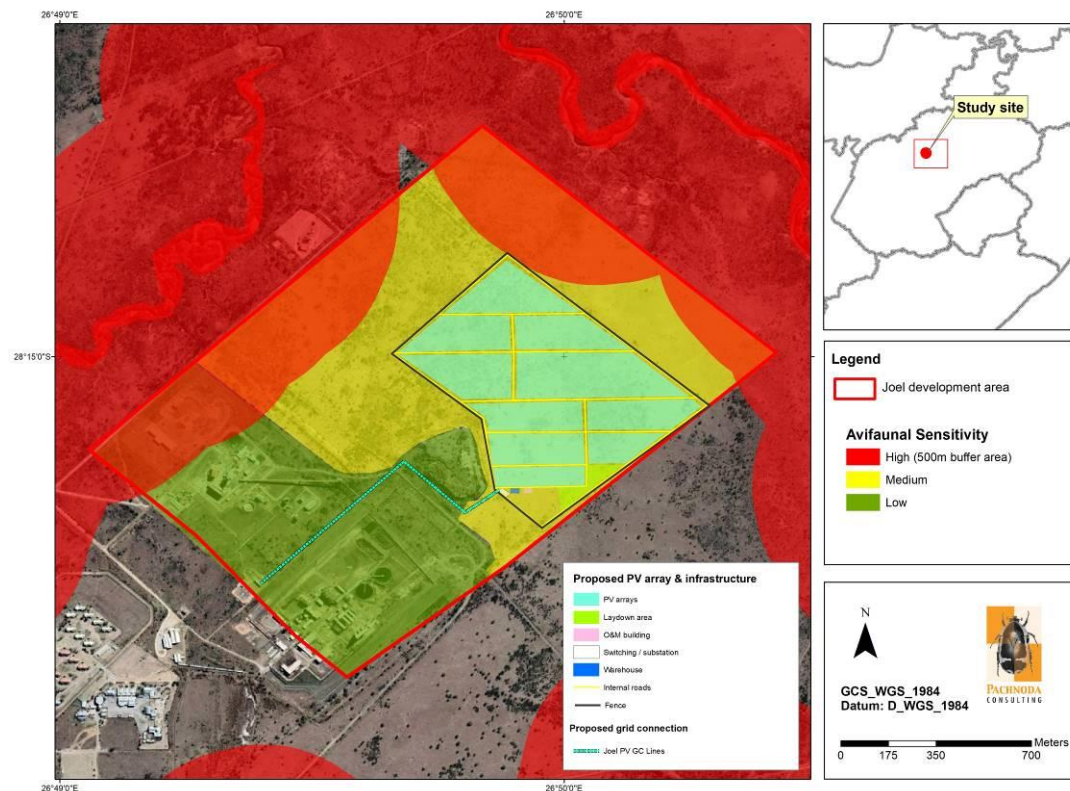 26°49'0"E
26°50'0"E
28°15'0"S
28°15'0"S
26°49'0"E
26°50'0"E
Study site
Legend
Joel development area
Avifaunal Sensitivity
High (500m buffer area)
Medium
Low
Proposed PV array & infrastructure
PV arrays
Laydown area
O&M building
Switching / substation
Warehouse
Internal roads
Fence
Proposed grid connection
Joel PV GC Lines
N
GCS_WGS_1984
Datum: D_WGS_1984
PACHNODA
CONSULTING
Meters
0 175 350 700